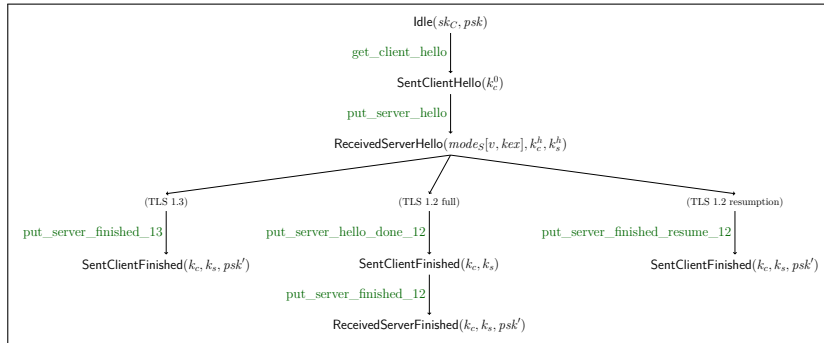 Idle(sk_C, psk)
get_client_hello
SentClientHello(k_c^0)
put_server_hello
ReceivedServerHello(mode_S[v, kex], k_c^h, k_s^h)
(TLS 1.3) (TLS 1.2 full) (TLS 1.2 resumption)
put_server_finished_13 put_server_hello_done_12 put_server_finished_resume_12
SentClientFinished(k_c, k_s, psk′) SentClientFinished(k_c, k_s) SentClientFinished(k_c, k_s, psk′)
put_server_finished_12
ReceivedServerFinished(k_c, k_s, psk′)